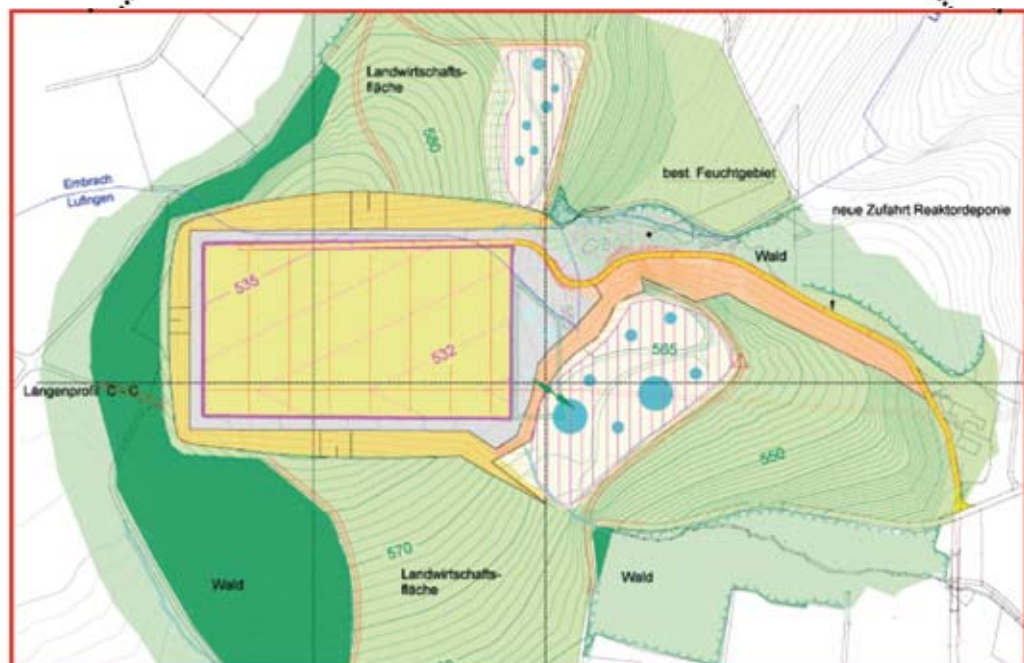 Landwirtschafts-
fläche
580
Embrach
Lufingen
best. Feuchtgebiet
neue Zufahrt Reaktordeponie
Wald
535
532
565
Längenprofil C - C
550
570
Landwirtschafts-
fläche
Wald
Wald